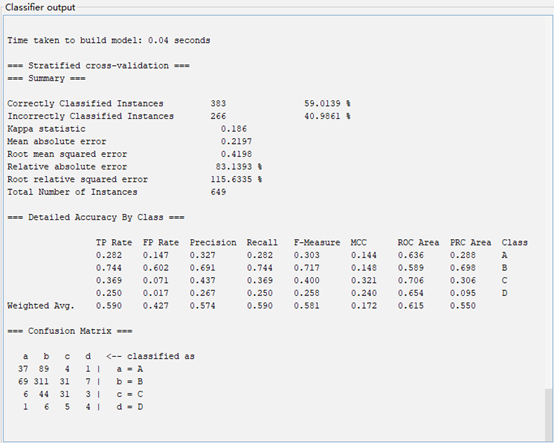 Classifier output
Time taken to build model: 0.04 seconds
=== Stratified cross-validation ===
=== Summary ===
Correctly Classified Instances 383 59.0139 %
Incorrectly Classified Instances 266 40.9861 %
Kappa statistic 0.186
Mean absolute error 0.2197
Root mean squared error 0.4198
Relative absolute error 83.1393 %
Root relative squared error 115.6335 %
Total Number of Instances 649
=== Detailed Accuracy By Class ===
TP Rate FP Rate Precision Recall F-Measure MCC ROC Area PRC Area Class
0.282 0.147 0.327 0.282 0.303 0.144 0.636 0.288 A
0.744 0.602 0.691 0.744 0.717 0.148 0.589 0.698 B
0.369 0.071 0.437 0.369 0.400 0.321 0.706 0.306 C
0.250 0.017 0.267 0.250 0.258 0.240 0.654 0.095 D
Weighted Avg. 0.590 0.427 0.574 0.590 0.581 0.172 0.615 0.550
=== Confusion Matrix ===
a b c d <-- classified as
37 89 4 1 | a = A
69 311 31 7 | b = B
6 44 31 3 | c = C
1 6 5 4 | d = D